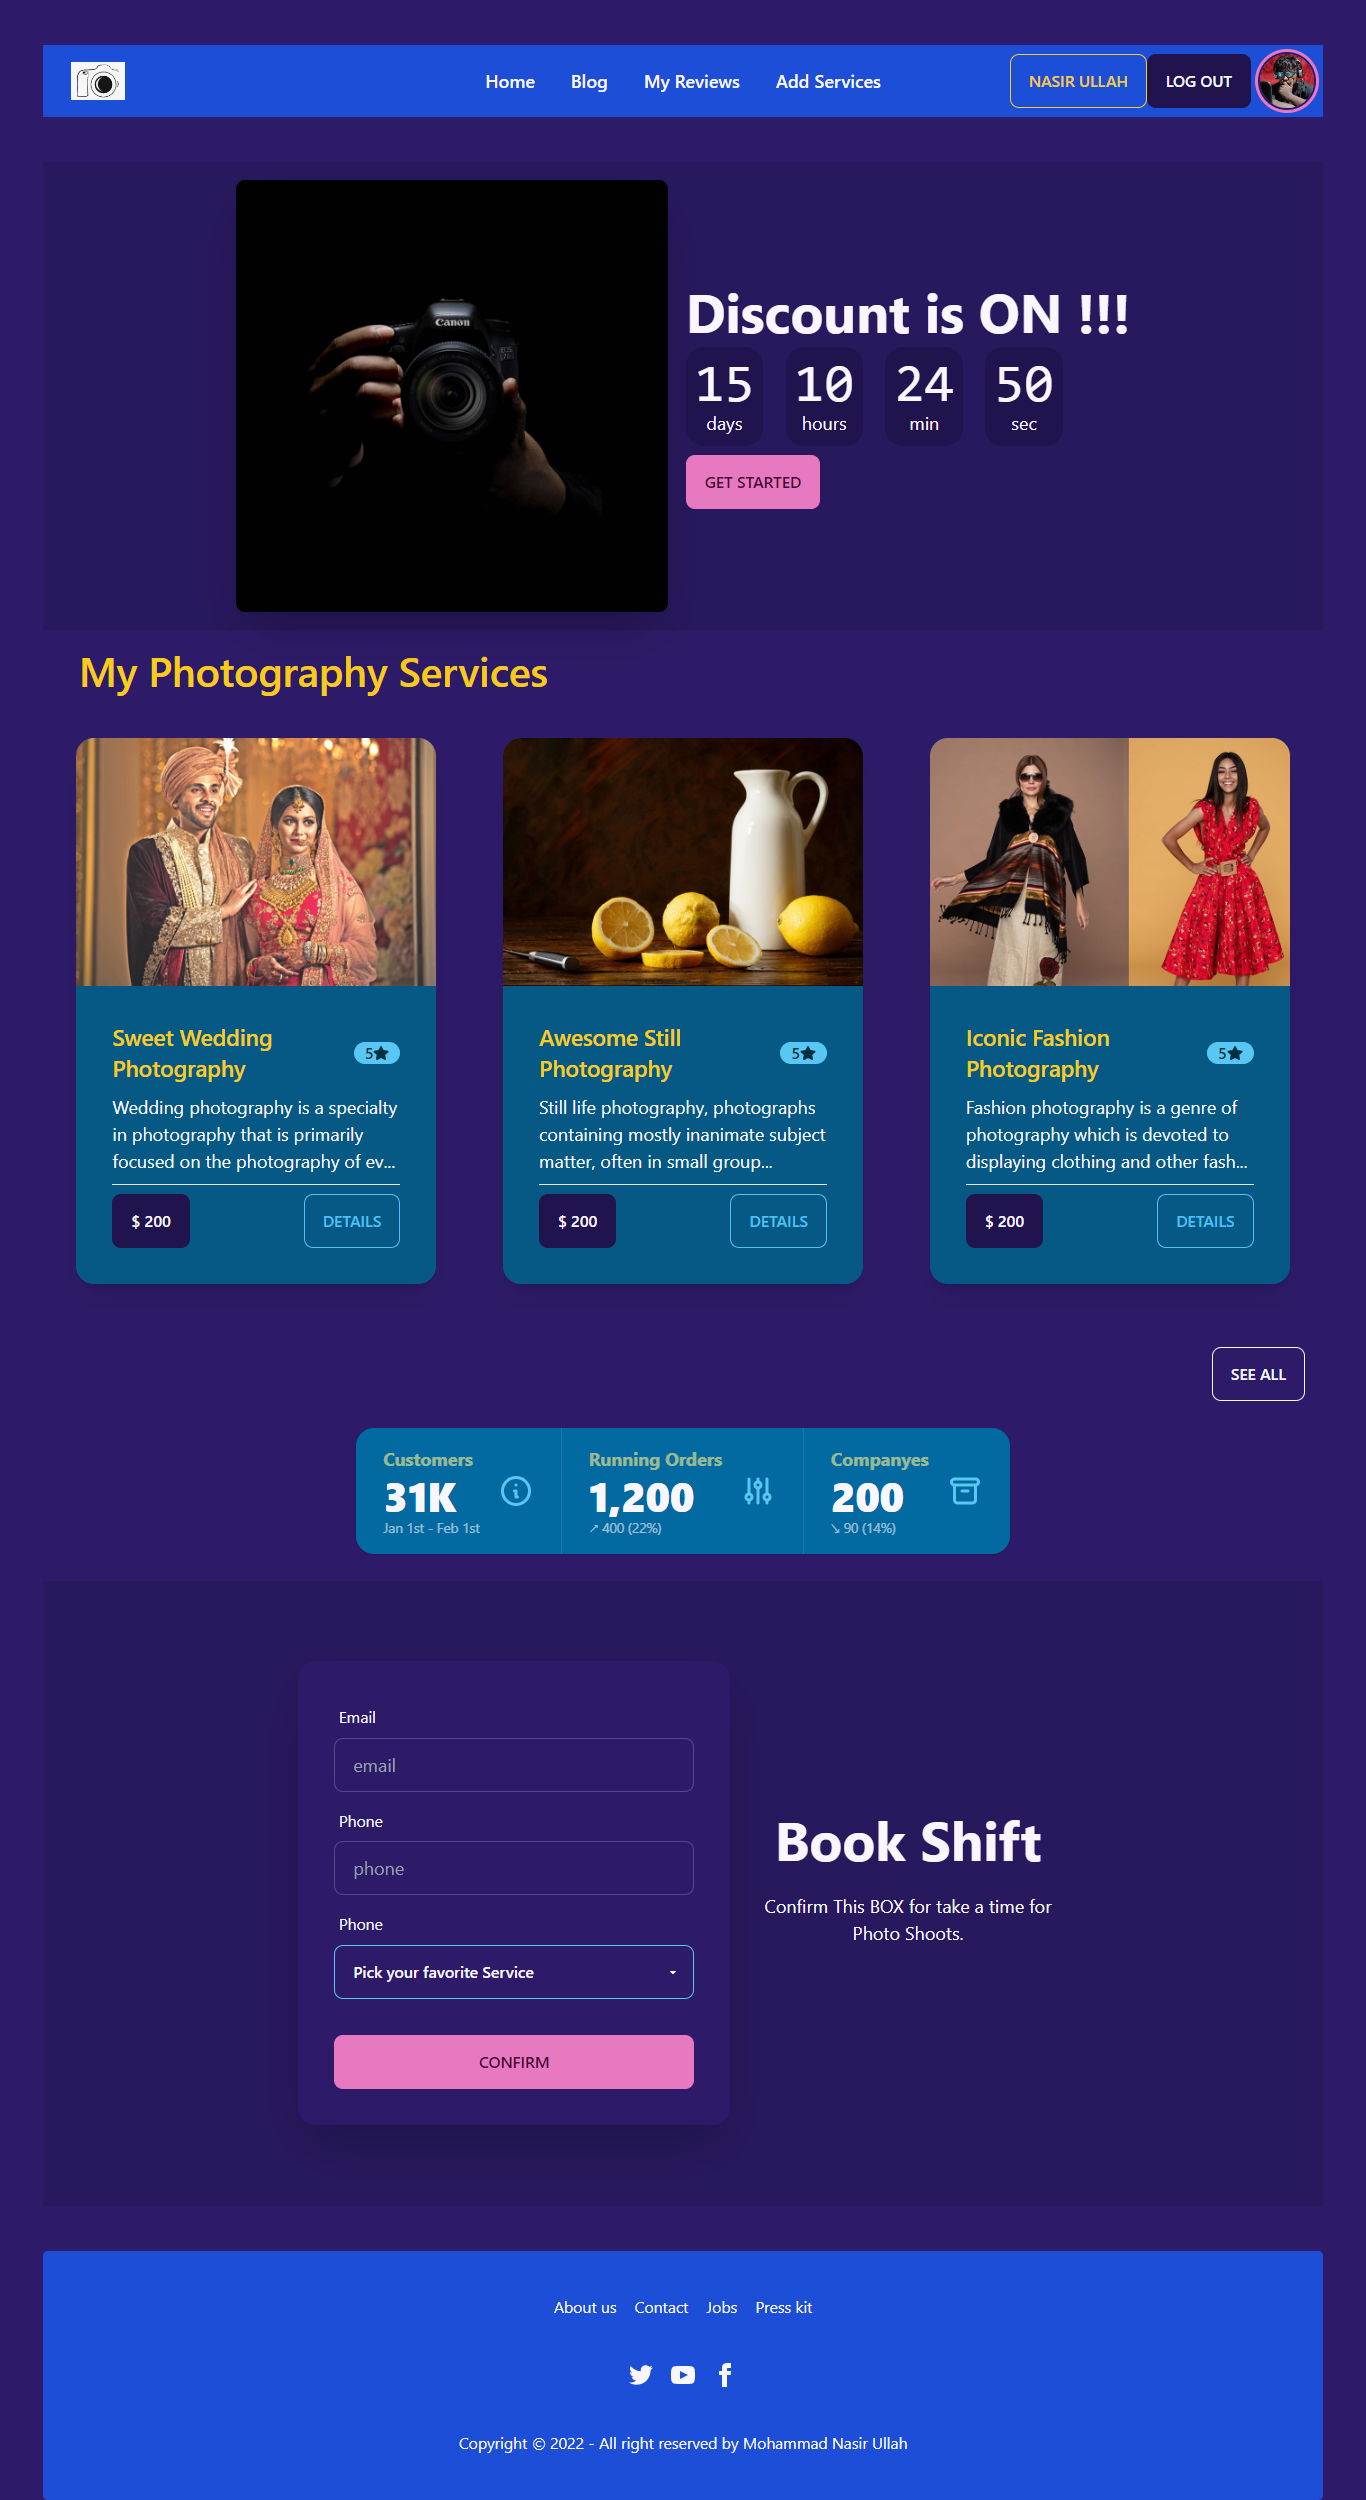 Home Blog My Reviews Add Services NASIR ULLAH LOG OUT
Canon
Discount is ON !!!
15 10 24 50
days hours min sec
GET STARTED
My Photography Services
Sweet Wedding
Photography
5
Wedding photography is a specialty
in photography that is primarily
focused on the photography of ev...
$ 200 DETAILS
Awesome Still
Photography
5
Still life photography, photographs
containing mostly inanimate subject
matter, often in small group...
$ 200 DETAILS
Iconic Fashion
Photography
5
Fashion photography is a genre of
photography which is devoted to
displaying clothing and other fash...
$ 200 DETAILS
SEE ALL
Customers
31K
Jan 1st - Feb 1st
Running Orders
1,200
↗︎ 400 (22%)
Companyes
200
↘︎ 90 (14%)
Email
email
Phone
phone
Phone
Pick your favorite Service
CONFIRM
Book Shift
Confirm This BOX for take a time for
Photo Shoots.
About us Contact Jobs Press kit
Copyright © 2022 - All right reserved by Mohammad Nasir Ullah